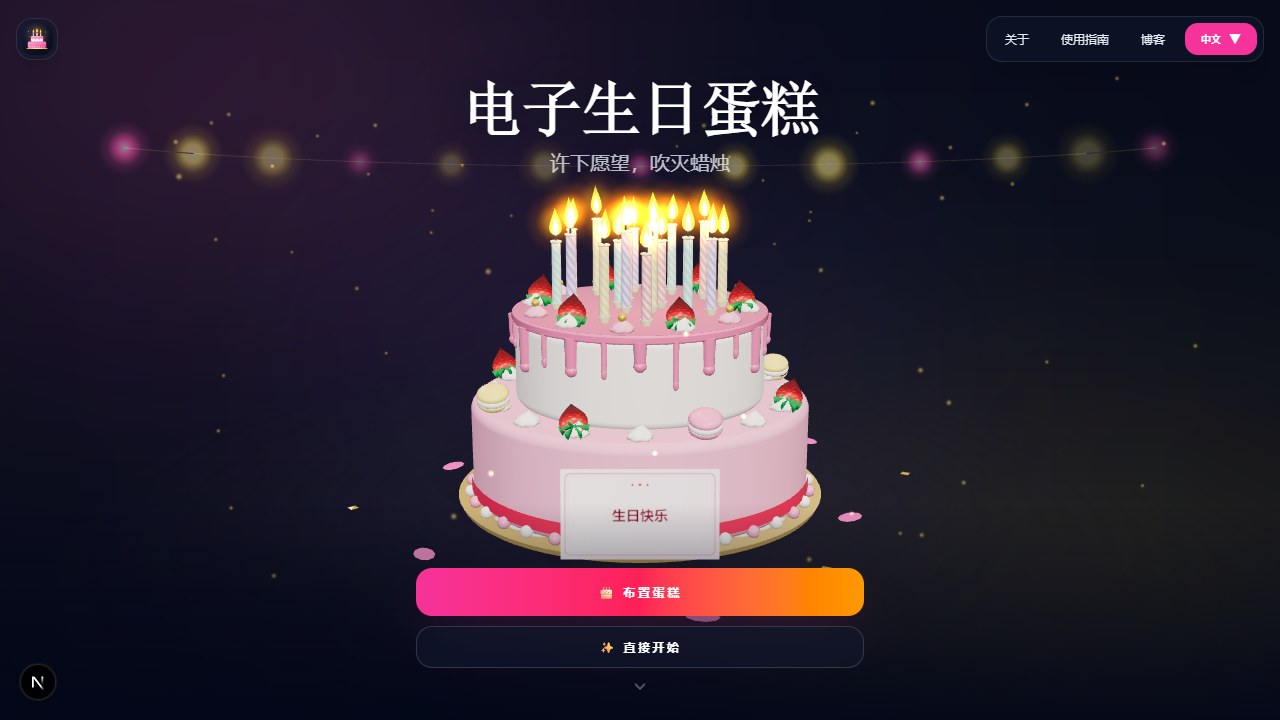 关于
使用指南
博客
中文 ▼
电子生日蛋糕
许下愿望，吹灭蜡烛
生日快乐
布置蛋糕
直接开始
N